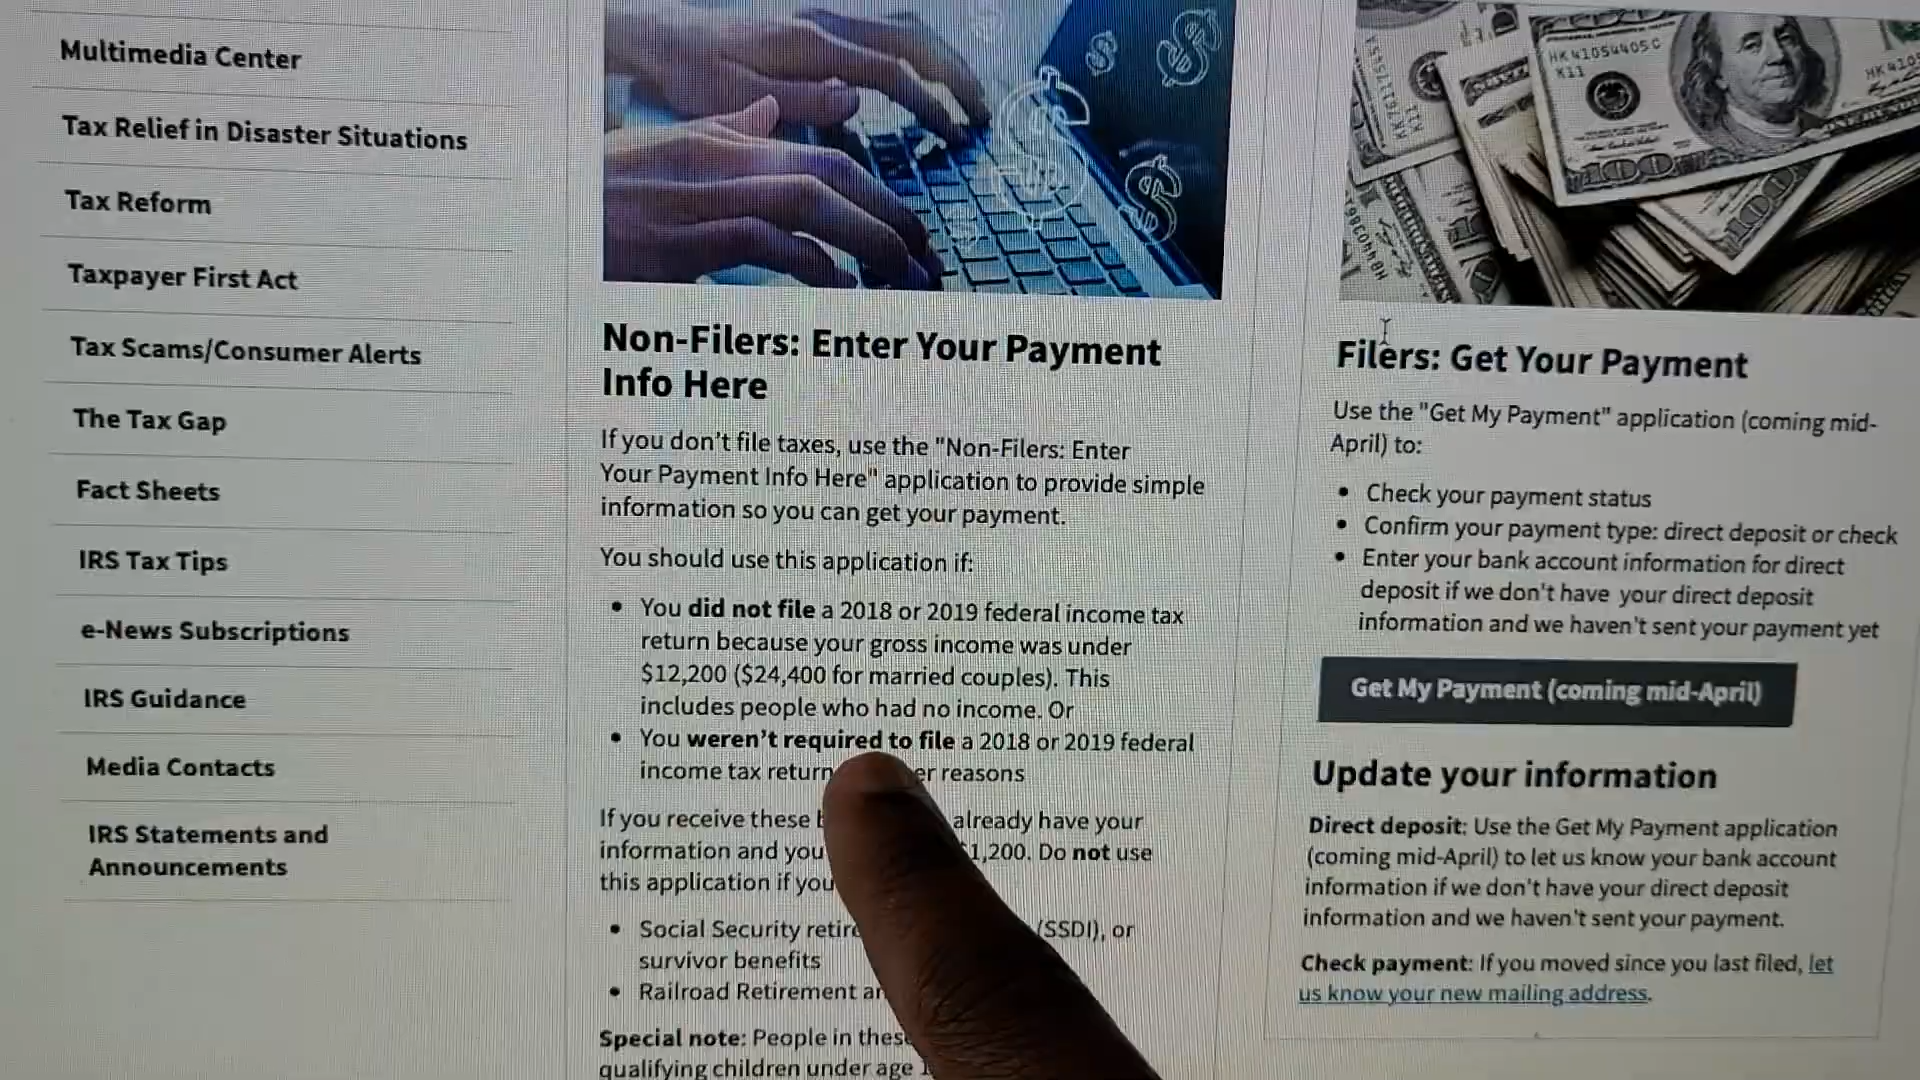 Multimedia Center
Tax Relief in Disaster Situations
Tax Reform
Taxpayer First Act
Tax Scams/Consumer Alerts
The Tax Gap
Fact Sheets
IRS Tax Tips
e-News Subscriptions
IRS Guidance
Media Contacts
IRS Statements and
Announcements
Non-Filers: Enter Your Payment
Info Here
If you don't file taxes, use the "Non-Filers: Enter
Your Payment Info Here" application to provide simple
information so you can get your payment.
You should use this application if:
You did not file a 2018 or 2019 federal income tax
return because your gross income was under
$12,200 ($24,400 for married couples). This
includes people who had no income. Or
You weren't required to file a 2018 or 2019 federal
income tax return reasons
If you receive these already have your
information and you $1,200. Do not use
this application if you
Social Security (SSDI), or
survivor benefits
Railroad Retirement
Special note: People in
qualifying children under age
HK41054405C
K11
100
Filers: Get Your Payment
Use the "Get My Payment" application (coming mid-
April) to:
Check your payment status
Confirm your payment type: direct deposit or check
Enter your bank account information for direct
deposit if we don't have your direct deposit
information and we haven't sent your payment yet
Get My Payment (coming mid-April)
Update your information
Direct deposit: Use the Get My Payment application
(coming mid-April) to let us know your bank account
information if we don't have your direct deposit
information and we haven't sent your payment.
Check payment: If you moved since you last filed, let
us know your new mailing address.